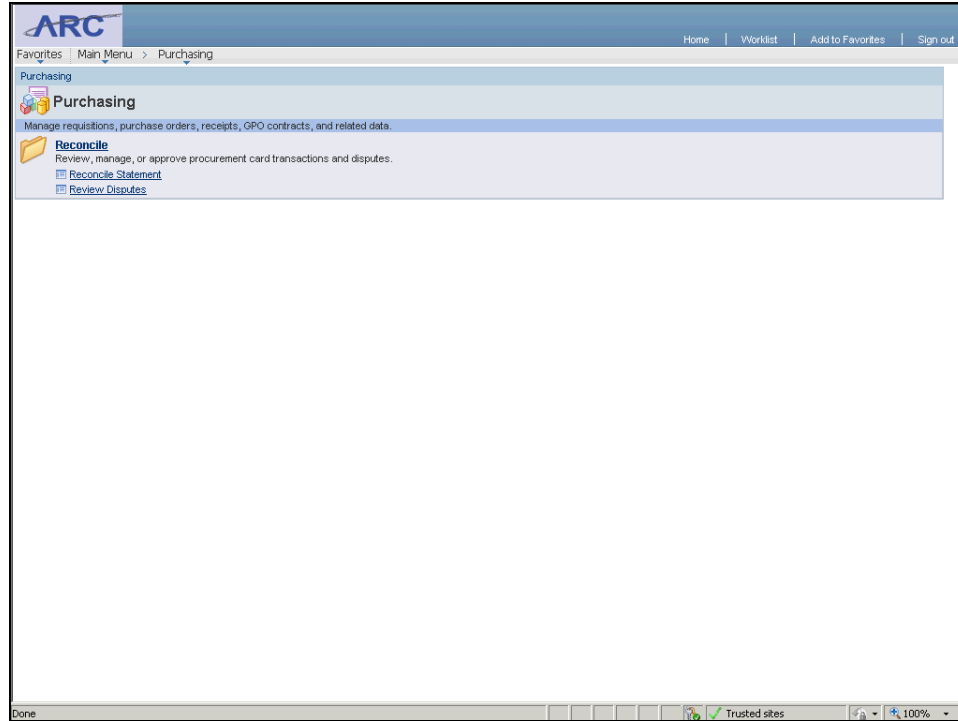 ARC
Home | Worklist | Add to Favorites | Sign out
Favorites | Main Menu > Purchasing
Purchasing
Purchasing
Manage requisitions, purchase orders, receipts, GPO contracts, and related data.
Reconcile
Review, manage, or approve procurement card transactions and disputes.
Reconcile Statement
Review Disputes
Done
Trusted sites
100%